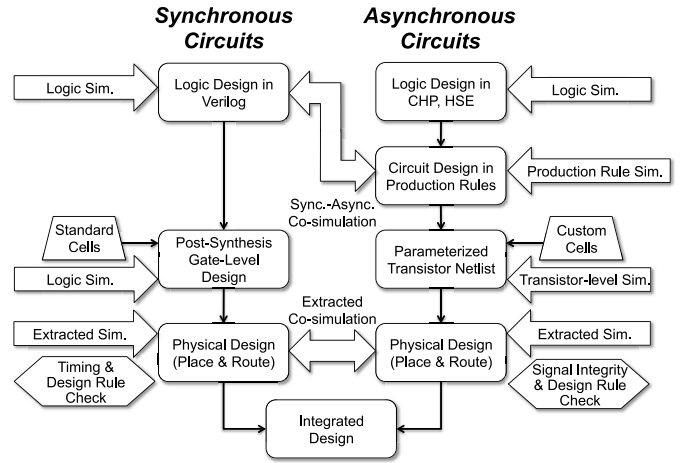 Synchronous
Circuits
Asynchronous
Circuits
Logic Sim.
Logic Design in
Verilog
Logic Design in
CHP, HSE
Logic Sim.
Circuit Design in
Production Rules
Production Rule Sim.
Sync.-Async.
Co-simulation
Standard
Cells
Post-Synthesis
Gate-Level
Design
Parameterized
Transistor Netlist
Custom
Cells
Logic Sim.
Transistor-level Sim.
Extracted
Co-simulation
Extracted Sim.
Physical Design
(Place & Route)
Physical Design
(Place & Route)
Extracted Sim.
Timing &
Design Rule
Check
Signal Integrity
& Design Rule
Check
Integrated
Design